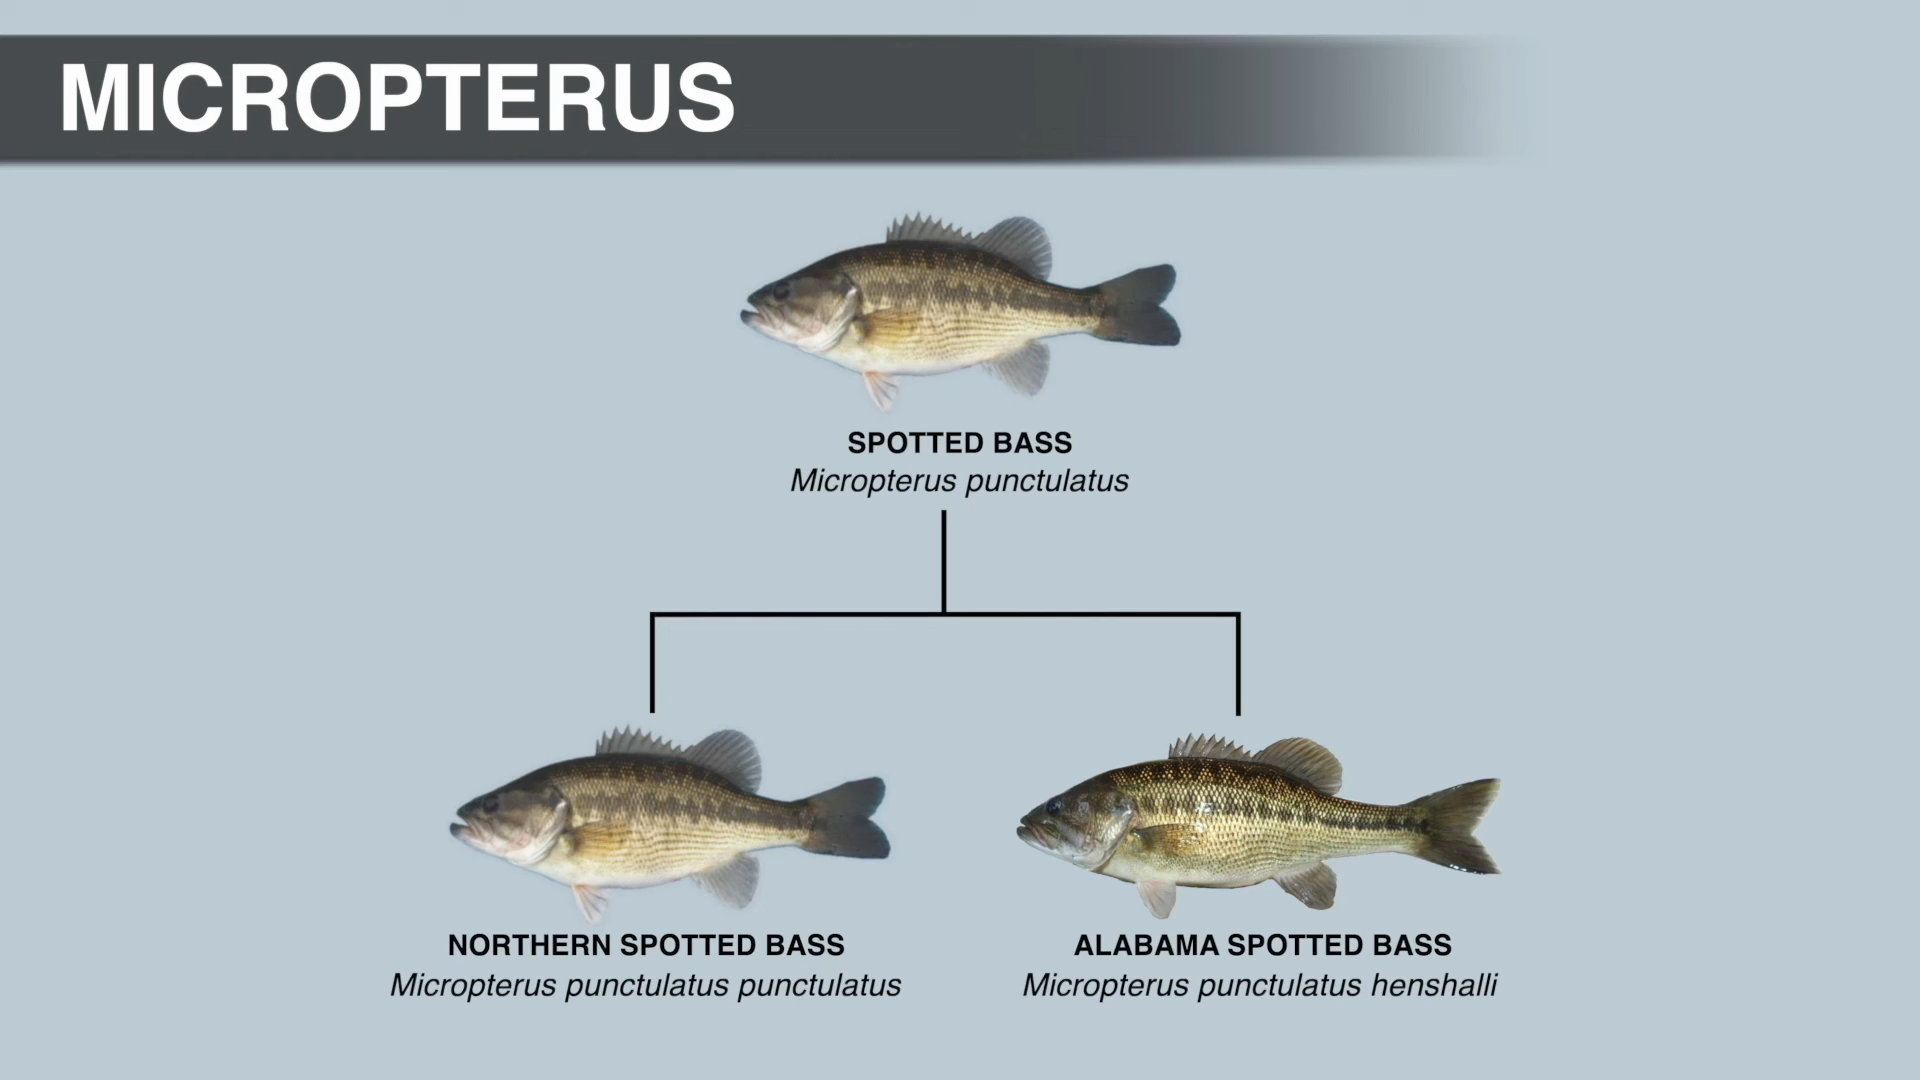 MICROPTERUS
SPOTTED BASS
Micropterus punctulatus
NORTHERN SPOTTED BASS
Micropterus punctulatus punctulatus
ALABAMA SPOTTED BASS
Micropterus punctulatus henshalli